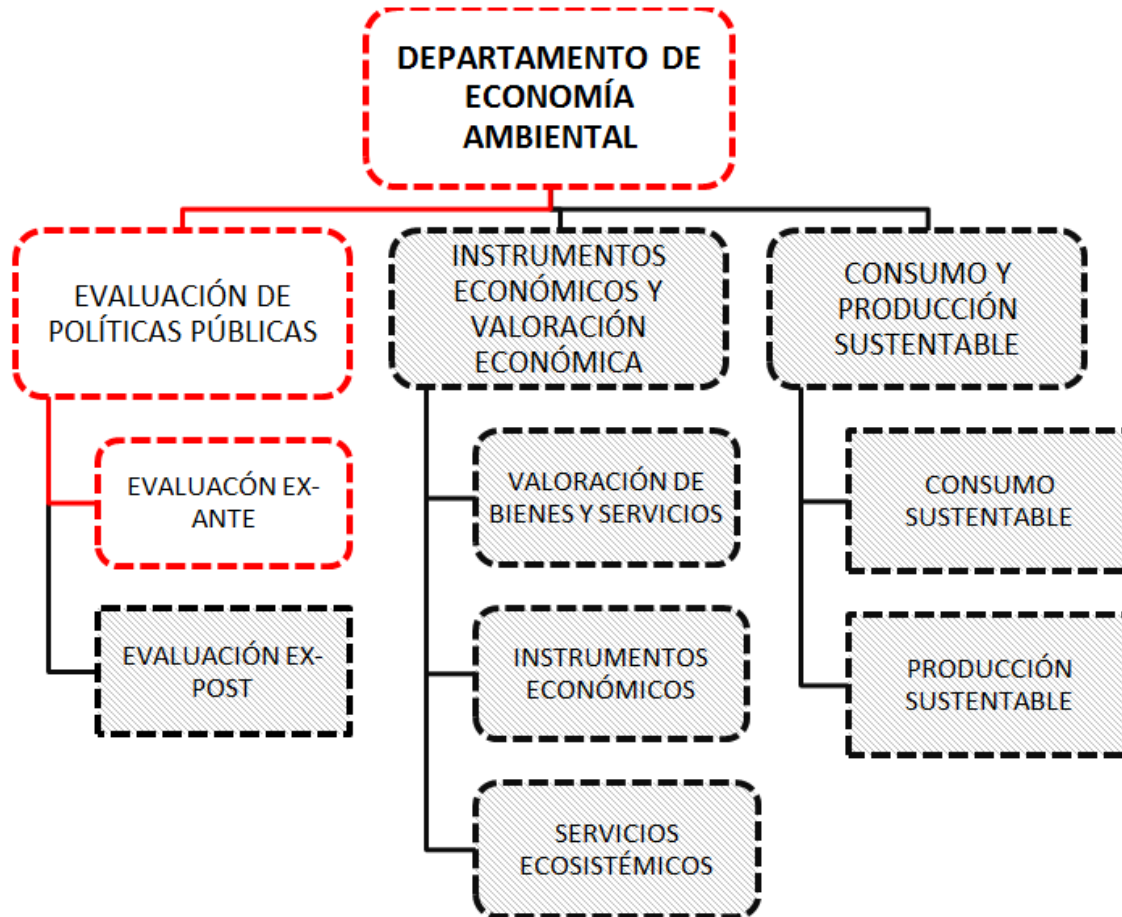 DEPARTAMENTO DE
ECONOMÍA
AMBIENTAL
EVALUACIÓN DE
POLÍTICAS PÚBLICAS
EVALUACÓN EX-
ANTE
EVALUACIÓN EX-
POST
INSTRUMENTOS
ECONÓMICOS Y
VALORACIÓN
ECONÓMICA
VALORACIÓN DE
BIENES Y SERVICIOS
INSTRUMENTOS
ECONÓMICOS
SERVICIOS
ECOSISTÉMICOS
CONSUMO Y
PRODUCCIÓN
SUSTENTABLE
CONSUMO
SUSTENTABLE
PRODUCCIÓN
SUSTENTABLE